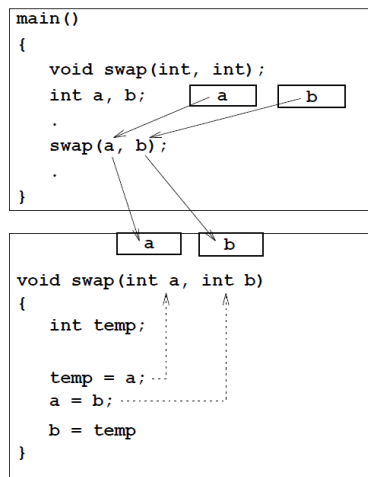 main()
{
void swap(int, int);
int a, b; a b
.
swap(a, b);
.
}
a b
void swap(int a, int b)
{
int temp;
temp = a;
a = b;
b = temp
}